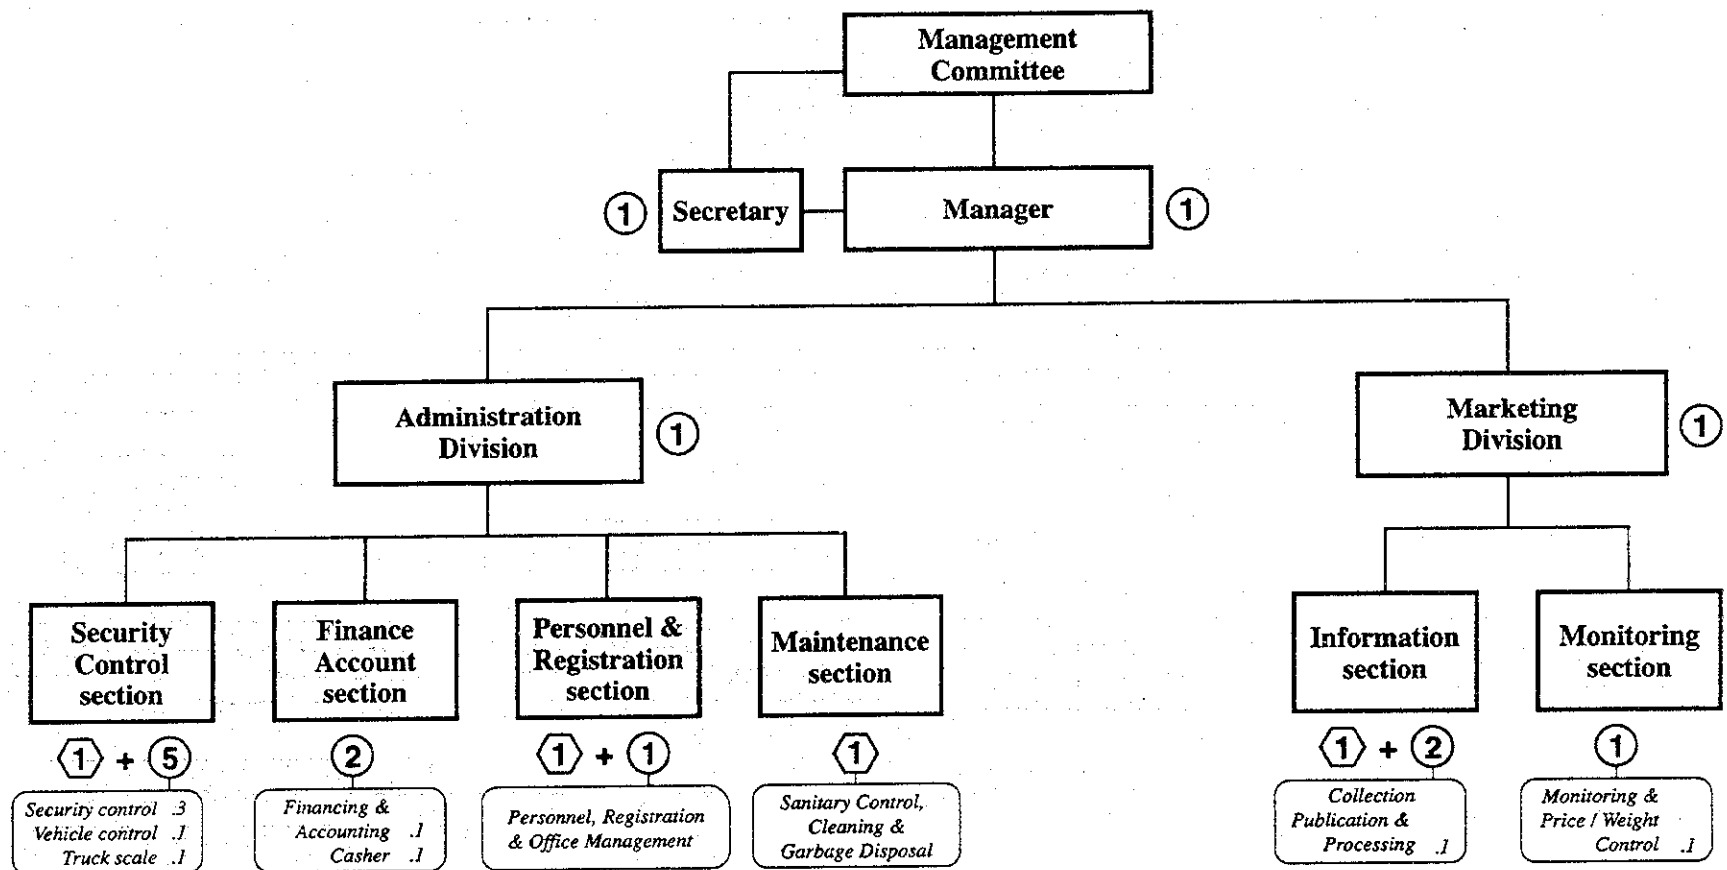 Management
Committee
1
Secretary
Manager
1
Administration
Division
1
Marketing
Division
1
Security
Control
section
Finance
Account
section
Personnel &
Registration
section
Maintenance
section
Information
section
Monitoring
section
1 + 5
2
1 + 1
1
1 + 2
1
Security control .3
Vehicle control .1
Truck scale .1
Financing &
Accounting .1
Casher .1
Personnel, Registration
& Office Management
Sanitary Control,
Cleaning &
Garbage Disposal
Collection
Publication &
Processing .1
Monitoring &
Price / Weight
Control .1